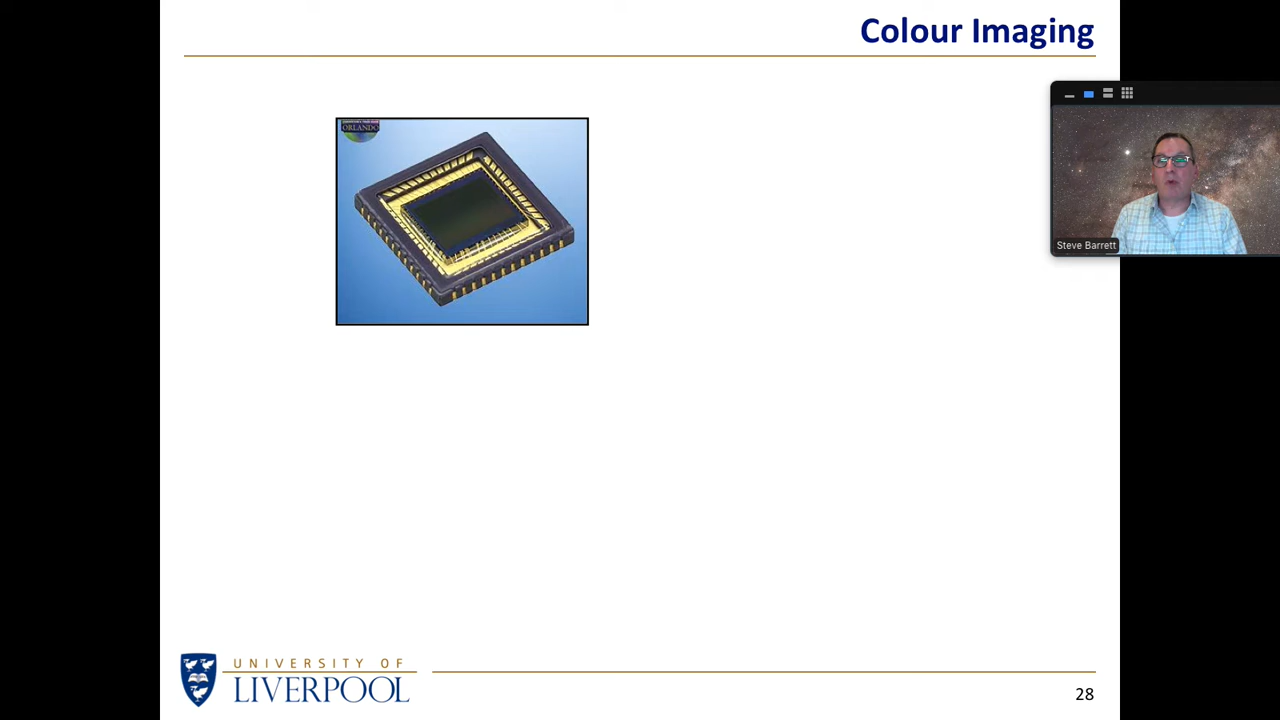 Colour Imaging
ORLANDO
Steve Barrett
UNIVERSITY OF
LIVERPOOL
28